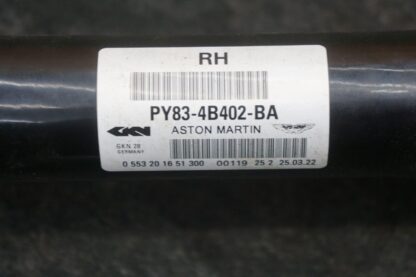 RH
PY83-4B402-BA
GKN ASTON MARTIN
GKN 28
GERMANY
0 553 20 16 51 300 00119 25 2 25.03.22